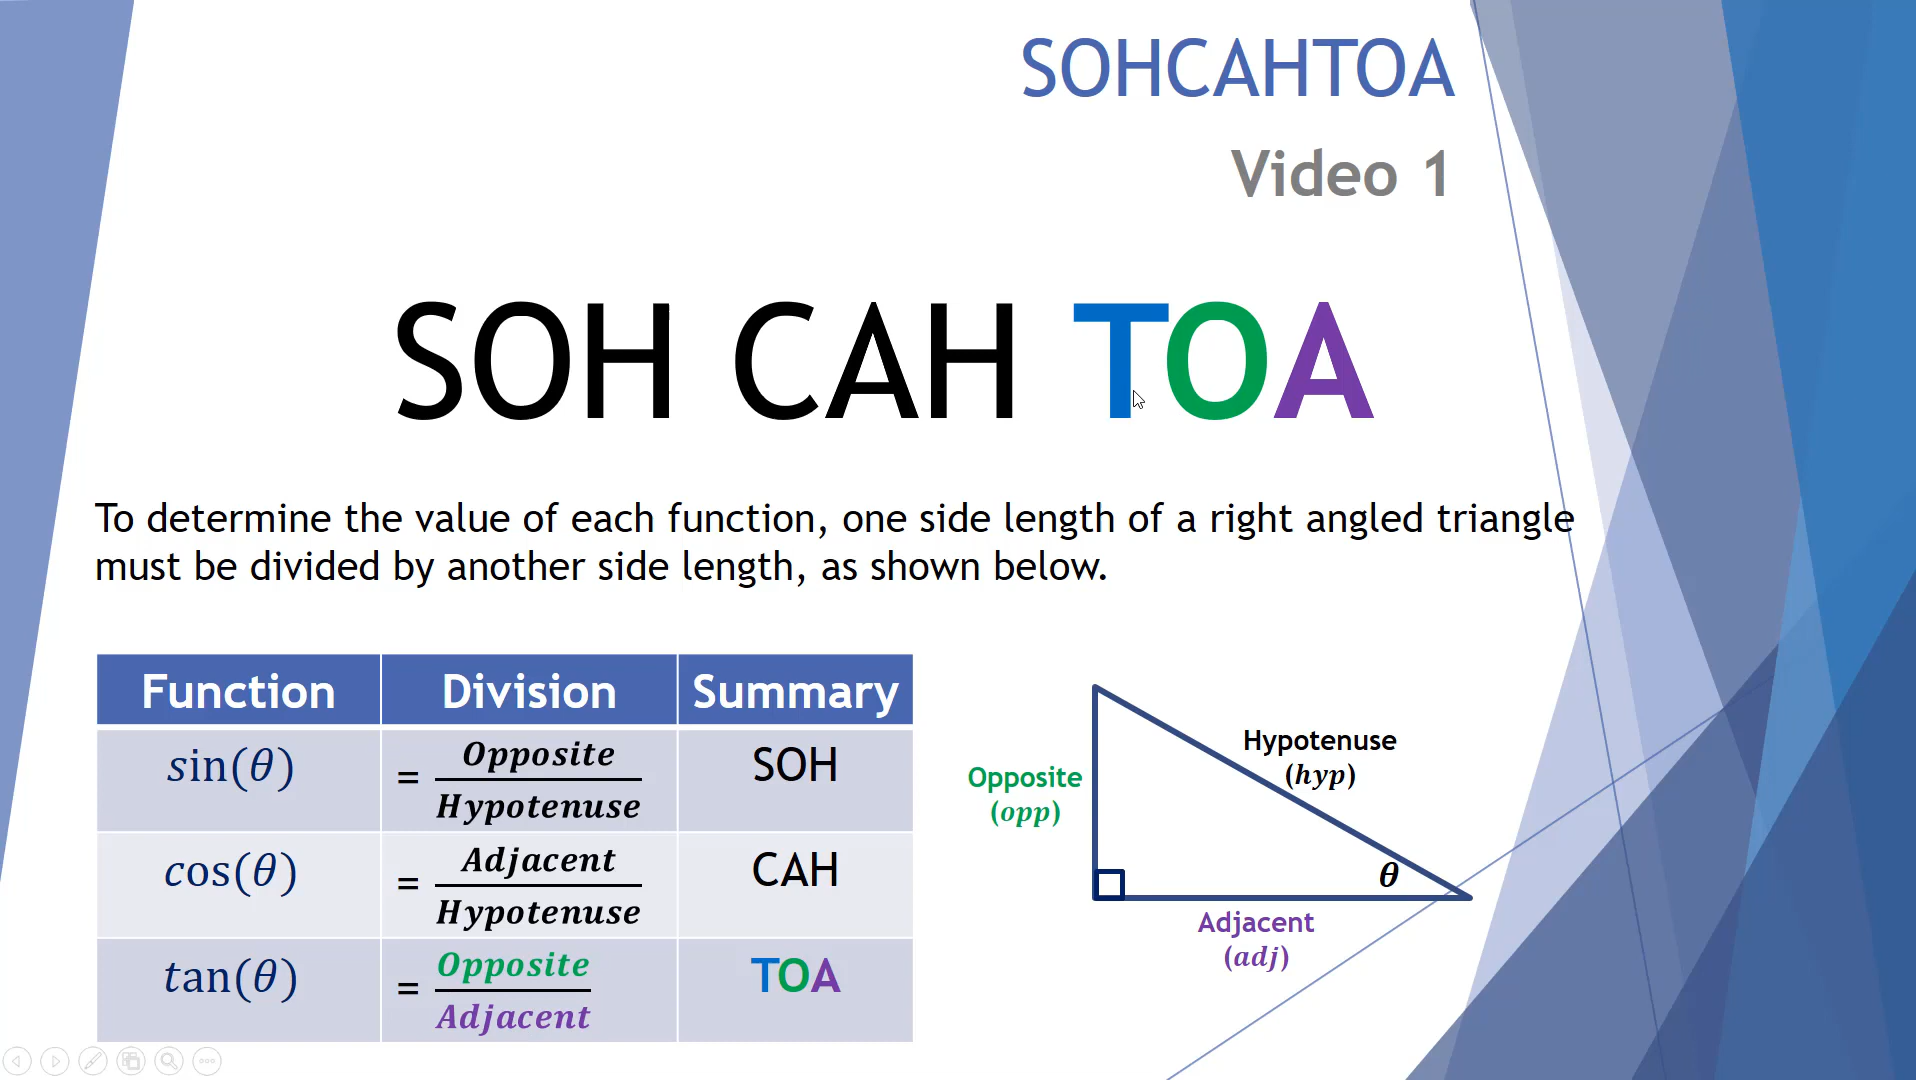 SOHCAHTOA
Video 1
SOH CAH TOA
To determine the value of each function, one side length of a right angled triangle
must be divided by another side length, as shown below.
Function Division Summary
sin(θ) = Opposite / Hypotenuse SOH
cos(θ) = Adjacent / Hypotenuse CAH
tan(θ) = Opposite / Adjacent TOA
Hypotenuse
(hyp)
Opposite
(opp)
θ
Adjacent
(adj)